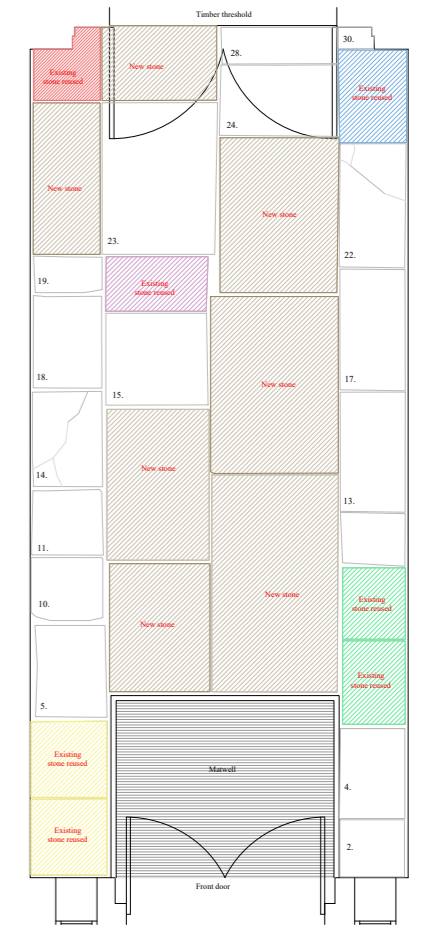 Timber threshold
30.
28.
Existing
stone reused
New stone
Existing
stone reused
24.
New stone
New stone
23.
22.
19.
Existing
stone reused
18.
17.
New stone
15.
New stone
14.
13.
11.
10.
New stone
New stone
Existing
stone reused
Existing
stone reused
5.
Existing
stone reused
Matwell
4.
Existing
stone reused
2.
Front door